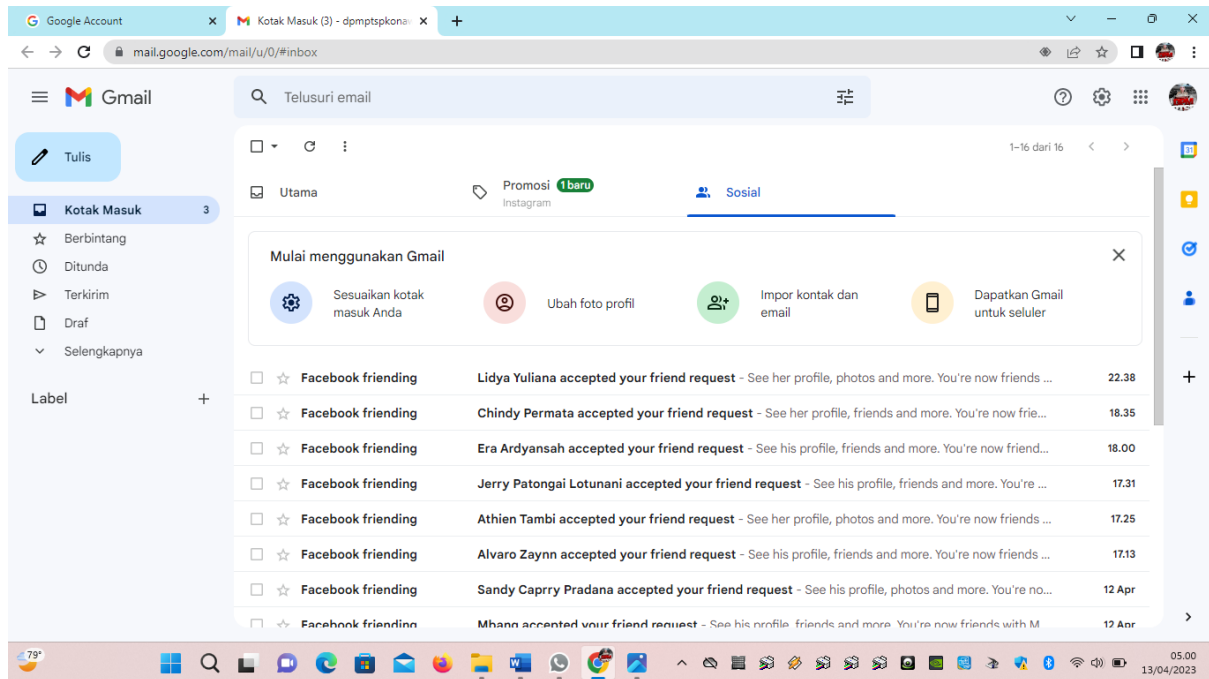 Google Account
Kotak Masuk (3) - dpmptspkonav
mail.google.com/mail/u/0/#inbox
Gmail
Telusuri email
Tulis
1–16 dari 16
Utama
Promosi 1 baru
Instagram
Sosial
Kotak Masuk 3
Berbintang
Ditunda
Terkirim
Draf
Selengkapnya
Label
Mulai menggunakan Gmail
Sesuaikan kotak
masuk Anda
Ubah foto profil
Impor kontak dan
email
Dapatkan Gmail
untuk seluler
Facebook friending Lidya Yuliana accepted your friend request - See her profile, photos and more. You're now friends ... 22.38
Facebook friending Chindy Permata accepted your friend request - See her profile, friends and more. You're now frie... 18.35
Facebook friending Era Ardyansah accepted your friend request - See his profile, friends and more. You're now friend... 18.00
Facebook friending Jerry Patongai Lotunani accepted your friend request - See his profile, friends and more. You're ... 17.31
Facebook friending Athien Tambi accepted your friend request - See her profile, photos and more. You're now friends ... 17.25
Facebook friending Alvaro Zaynn accepted your friend request - See his profile, friends and more. You're now friends ... 17.13
Facebook friending Sandy Caprry Pradana accepted your friend request - See his profile, photos and more. You're no... 12 Apr
Facebook friending Mbang accepted your friend request - See his profile, friends and more. You're now friends with M 12 Apr
31
79°
05.00
13/04/2023